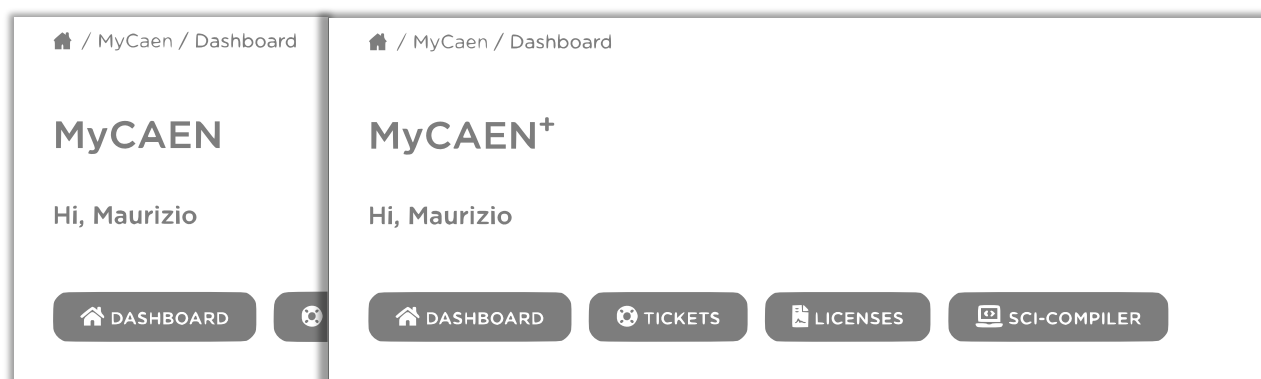 / MyCaen / Dashboard
MyCAEN
Hi, Maurizio
DASHBOARD
/ MyCaen / Dashboard
MyCAEN+
Hi, Maurizio
DASHBOARD TICKETS LICENSES SCI-COMPILER